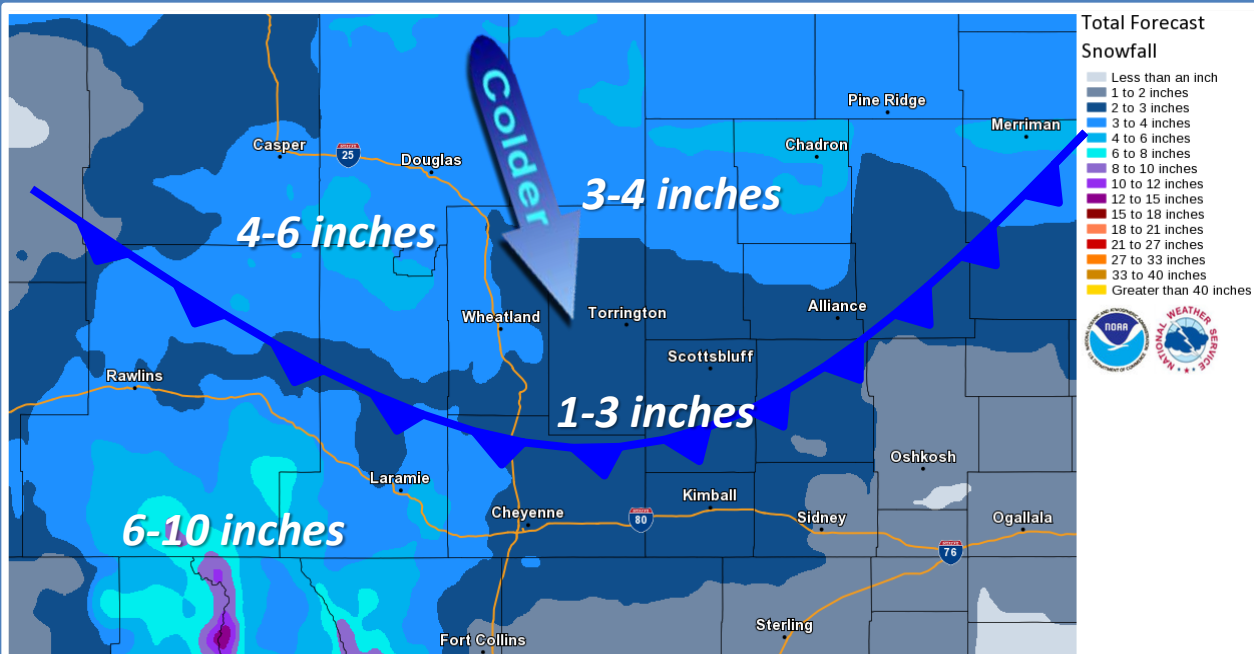 Total Forecast
Snowfall
Less than an inch
1 to 2 inches
2 to 3 inches
3 to 4 inches
4 to 6 inches
6 to 8 inches
8 to 10 inches
10 to 12 inches
12 to 15 inches
15 to 18 inches
18 to 21 inches
21 to 27 inches
27 to 33 inches
33 to 40 inches
Greater than 40 inches
NOAA
NATIONAL WEATHER SERVICE
Colder
Pine Ridge
Merriman
Casper
25
Douglas
Chadron
3-4 inches
4-6 inches
Wheatland
Torrington
Alliance
Scottsbluff
Rawlins
1-3 inches
Oshkosh
Laramie
Kimball
Cheyenne
80
Sidney
Ogallala
6-10 inches
76
Sterling
Fort Collins